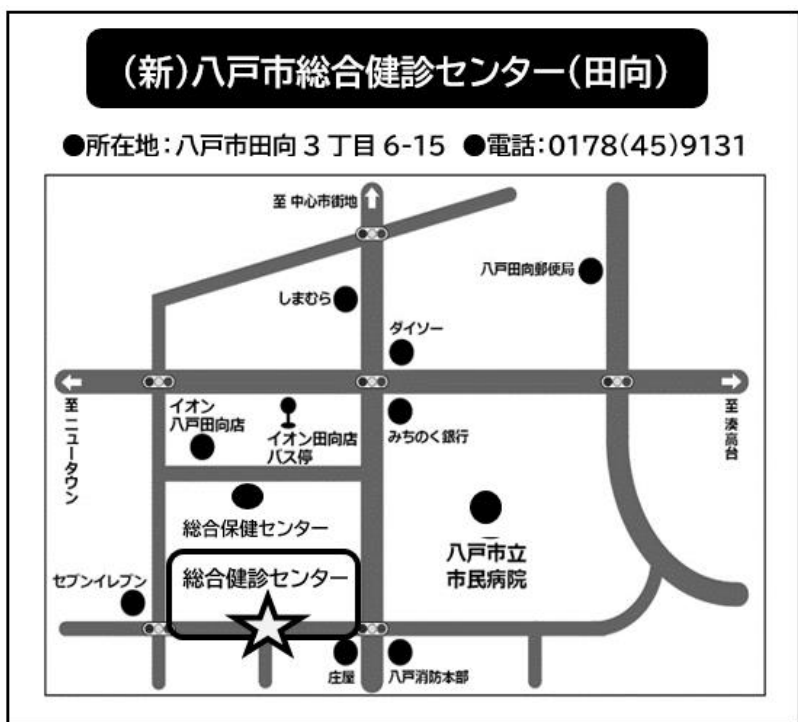 （新）八戸市総合健診センター（田向）
●所在地：八戸市田向3丁目6-15 ●電話：0178(45)9131
至 中心市街地
八戸田向郵便局
しまむら
ダイソー
至 ニュータウン
イオン
八戸田向店
イオン田向店
バス停
みちのく銀行
至 湊高台
総合保健センター
八戸市立
市民病院
セブンイレブン
総合健診センター
庄屋
八戸消防本部